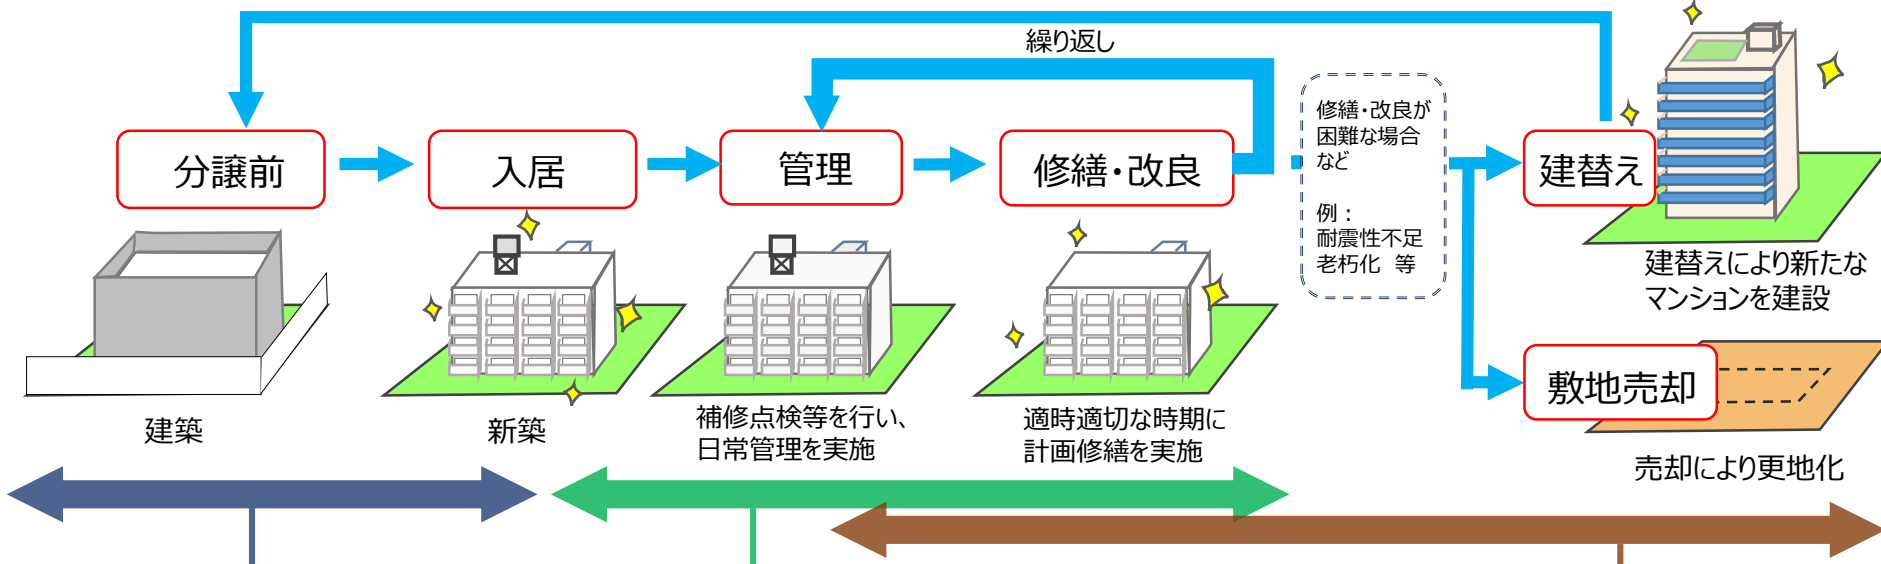 繰り返し
分譲前
入居
管理
修繕・改良
修繕・改良が
困難な場合
など
例：
耐震性不足
老朽化　等
建替え
建替えにより新たな
マンションを建設
敷地売却
売却により更地化
建築
新築
補修点検等を行い、
日常管理を実施
適時適切な時期に
計画修繕を実施